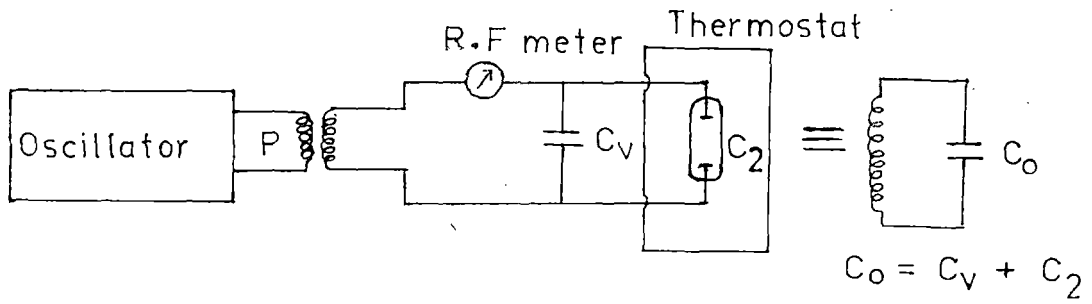 Thermostat
R.F meter
Oscillator
P
C_V
C_2
≡
C_o
C_o = C_V + C_2